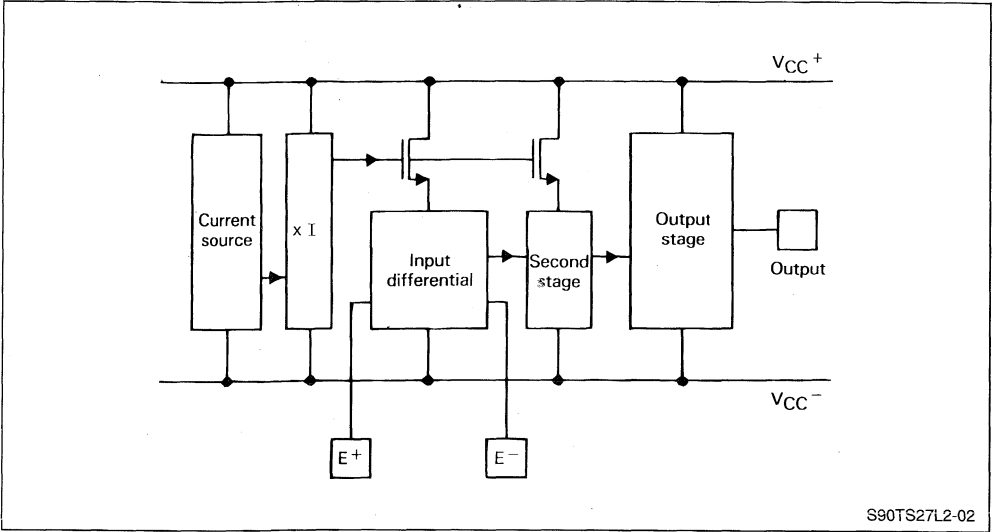 VCC+
Current
source
x I
Input
differential
Second
stage
Output
stage
Output
VCC−
E+
E−
S90TS27L2-02